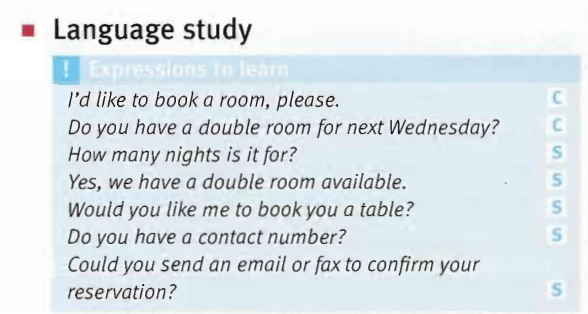 Language study
! Expressions to learn
I'd like to book a room, please. C
Do you have a double room for next Wednesday? C
How many nights is it for? S
Yes, we have a double room available. S
Would you like me to book you a table? S
Do you have a contact number? S
Could you send an email or fax to confirm your
reservation? S